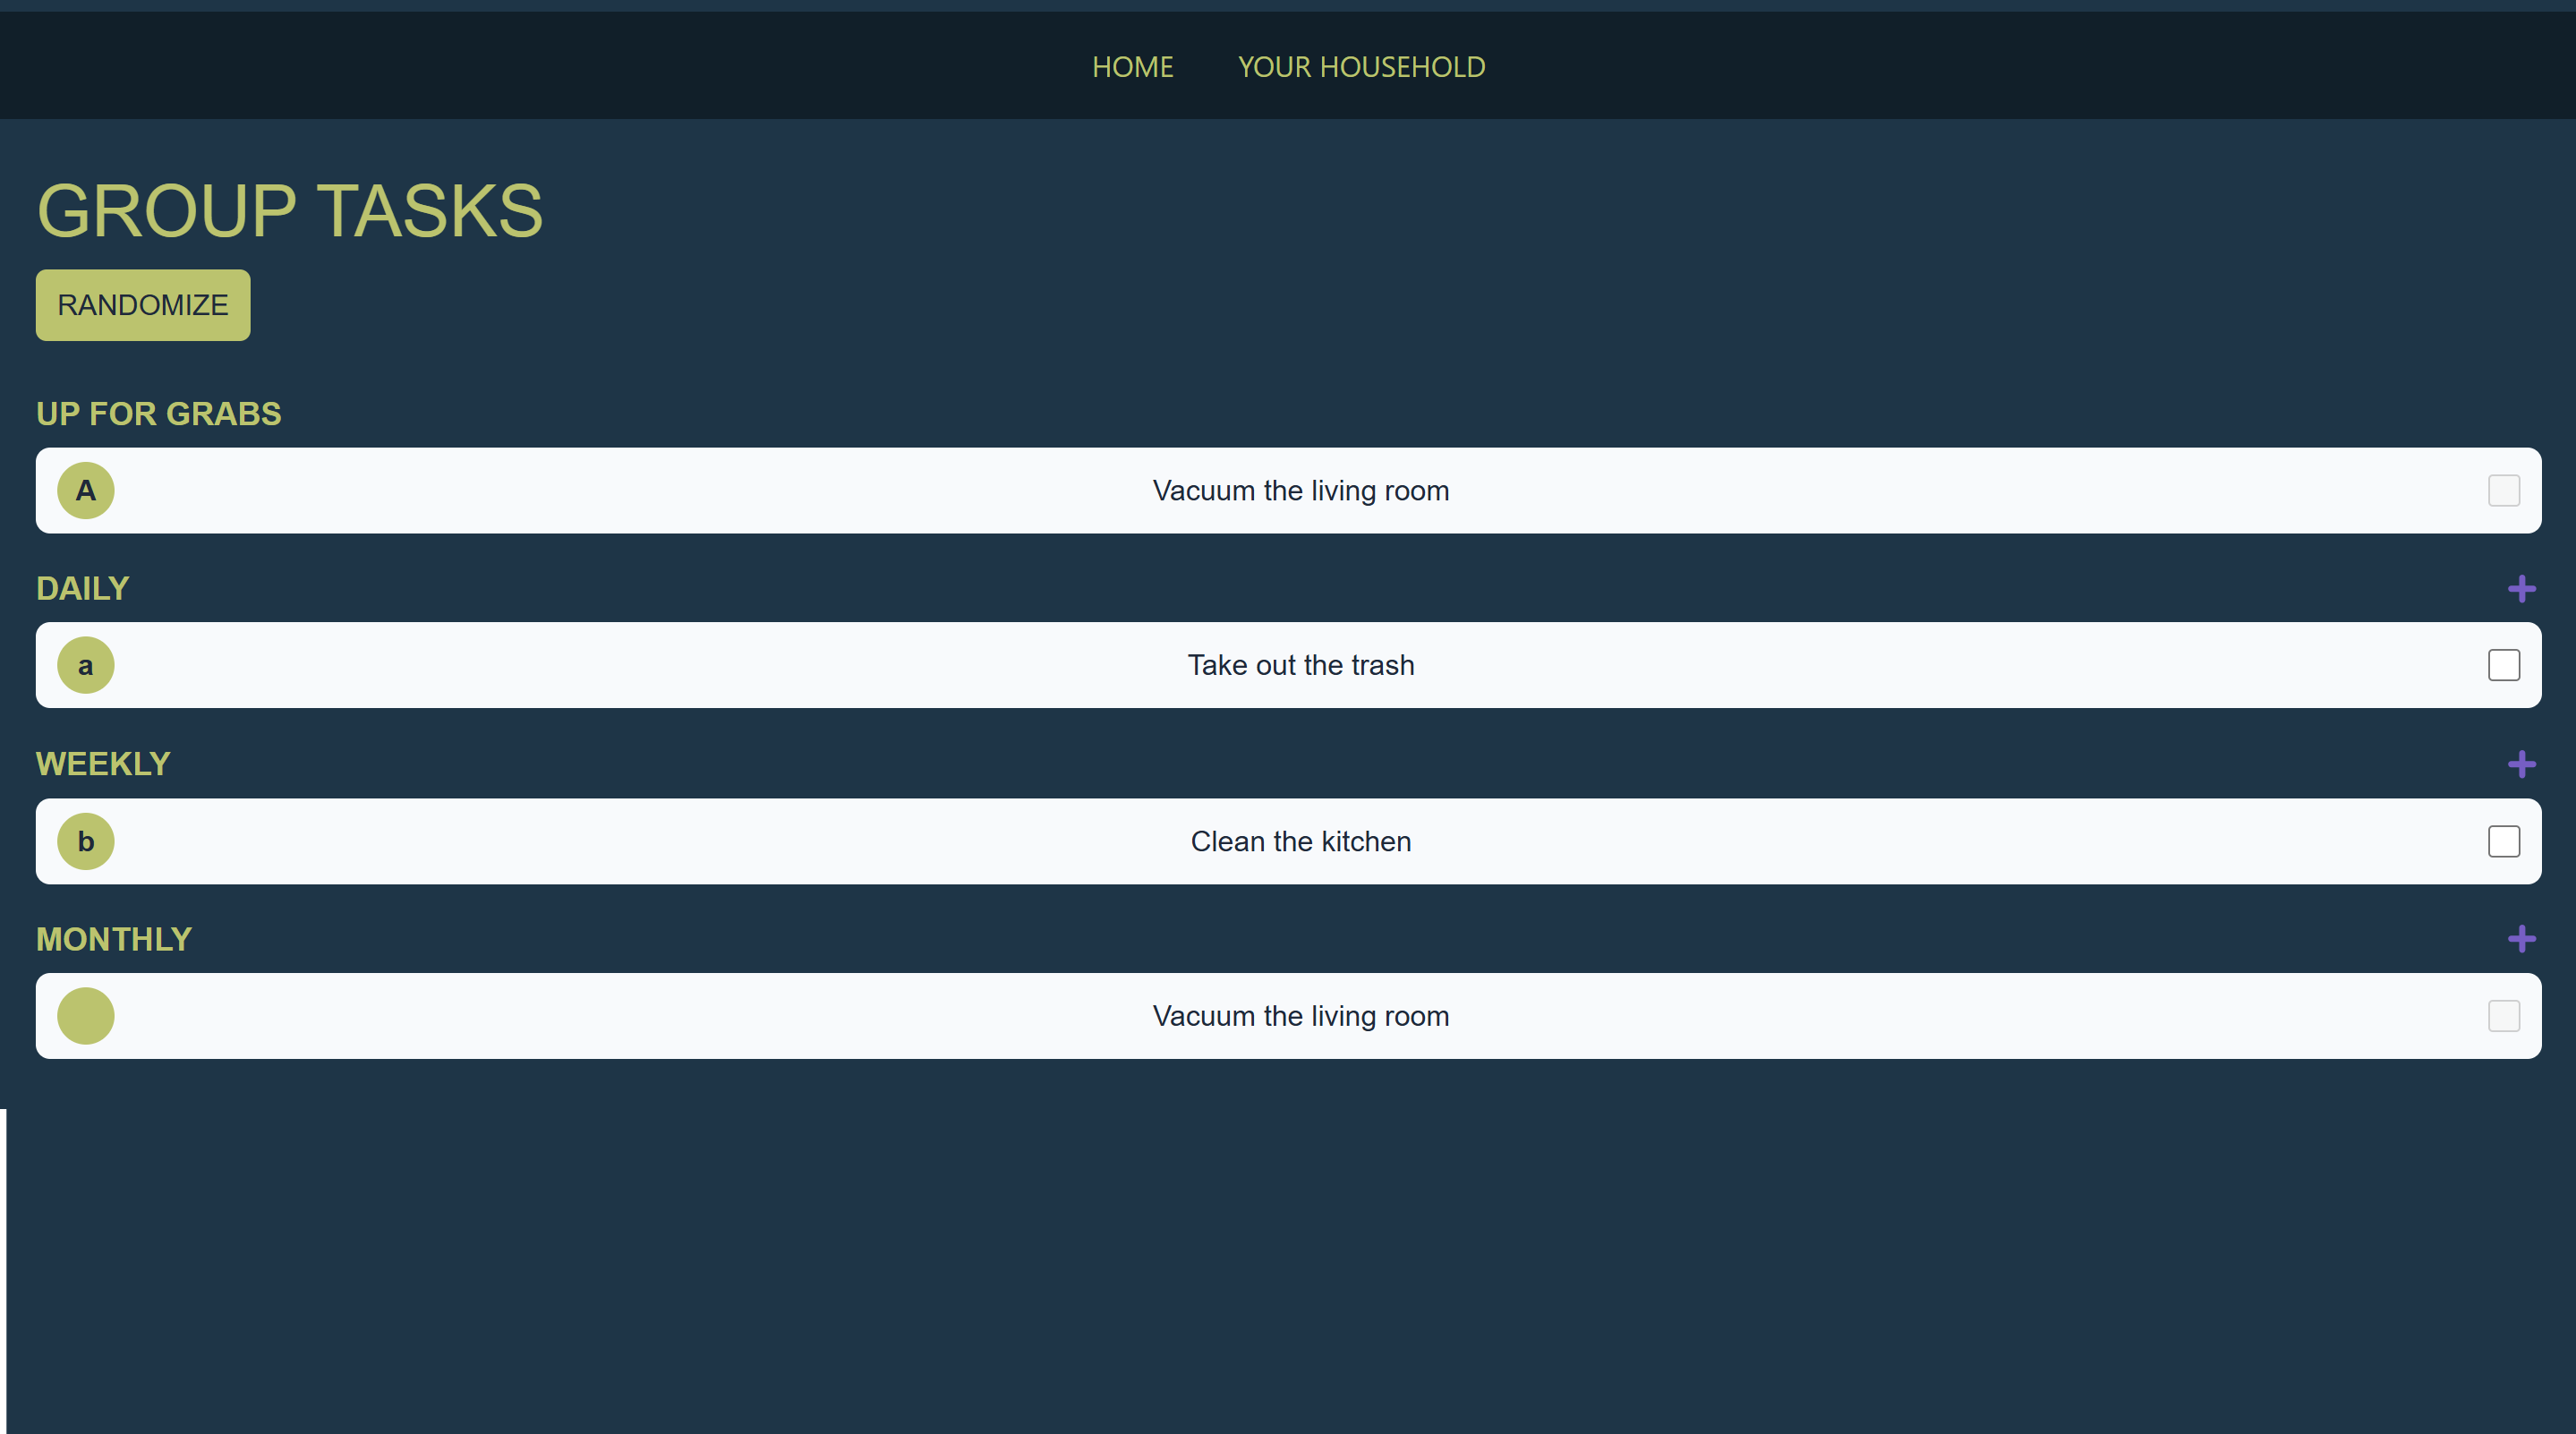 HOME YOUR HOUSEHOLD
GROUP TASKS
RANDOMIZE
UP FOR GRABS
A Vacuum the living room
DAILY
a Take out the trash
WEEKLY
b Clean the kitchen
MONTHLY
Vacuum the living room